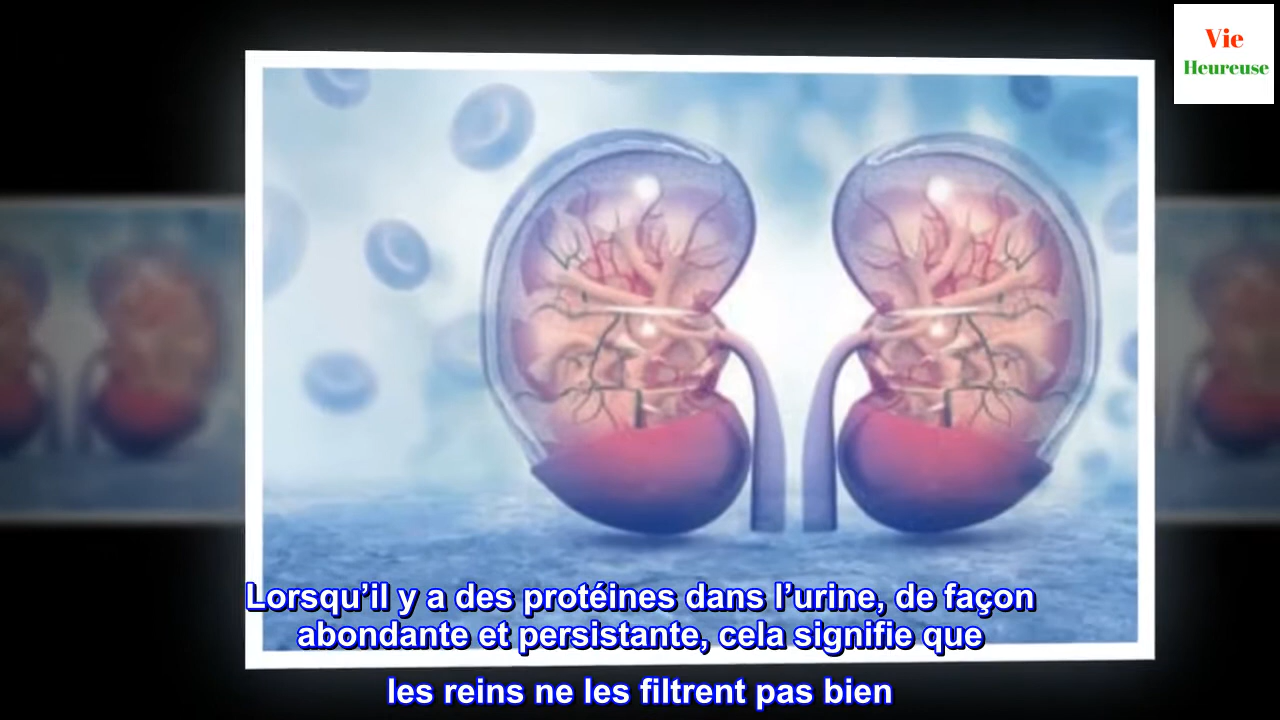 Vie
Heureuse
Lorsqu’il y a des protéines dans l’urine, de façon
abondante et persistante, cela signifie que
les reins ne les filtrent pas bien